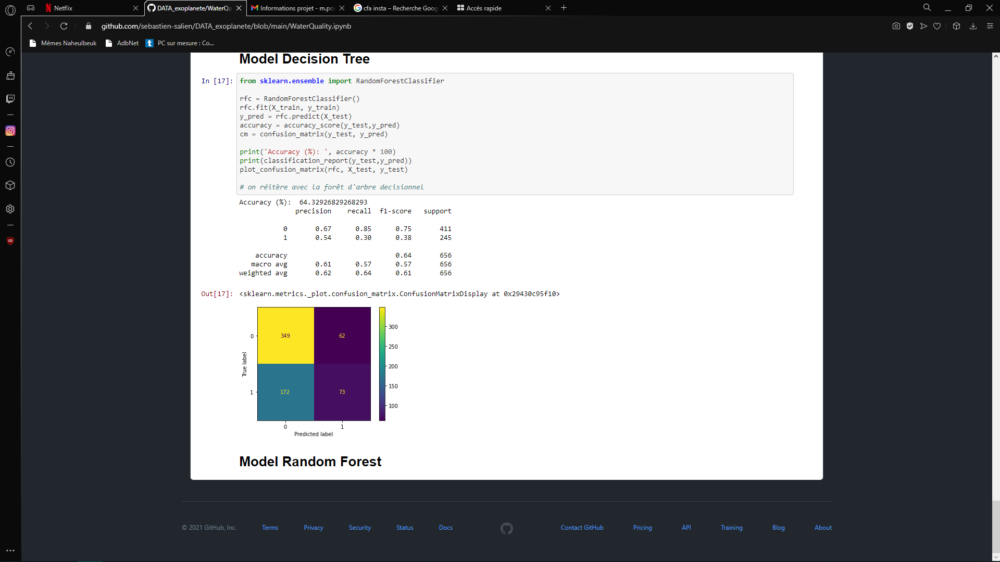 Netflix
DATA_exoplanete/WaterQu
Informations projet - m.poi
cfa insta – Recherche Goog
Accès rapide
github.com/sebastien-salien/DATA_exoplanete/blob/main/WaterQuality.ipynb
Mèmes Naheulbeuk
AdbNet
t PC sur mesure : Co...
Model Decision Tree
In [17]: from sklearn.ensemble import RandomForestClassifier
rfc = RandomForestClassifier()
rfc.fit(X_train, y_train)
y_pred = rfc.predict(X_test)
accuracy = accuracy_score(y_test,y_pred)
cm = confusion_matrix(y_test, y_pred)
print('Accuracy (%): ', accuracy * 100)
print(classification_report(y_test,y_pred))
plot_confusion_matrix(rfc, X_test, y_test)
# on réitère avec la forêt d'arbre decisionnel
Accuracy (%):  64.32926829268293
precision recall f1-score support
0 0.67 0.85 0.75 411
1 0.54 0.30 0.38 245
accuracy 0.64 656
macro avg 0.61 0.57 0.57 656
weighted avg 0.62 0.64 0.61 656
Out[17]: <sklearn.metrics._plot.confusion_matrix.ConfusionMatrixDisplay at 0x29430c95f10>
300
0 349 62
250
200
True label
150
1 172 73
100
0 1
Predicted label
Model Random Forest
© 2021 GitHub, Inc. Terms Privacy Security Status Docs Contact GitHub Pricing API Training Blog About